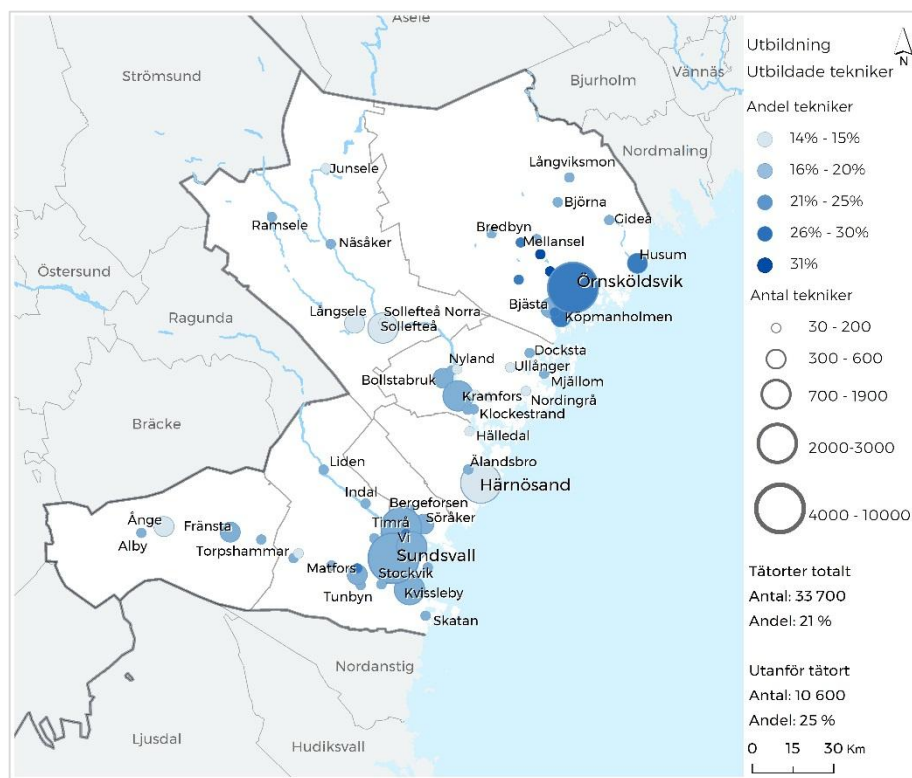 Åsele
Strömsund
Bjurholm
Vännäs
Nordmaling
Junsele
Långviksmon
Björna
Gideå
Ramsele
Bredbyn
Mellansel
Näsåker
Husum
Östersund
Örnsköldsvik
Ragunda
Långsele
Sollefteå Norra
Sollefteå
Bjästa
Köpmanholmen
Docksta
Nyland
Ullånger
Bollstabruk
Mjällom
Kramfors
Nordingrå
Klockestrand
Bräcke
Hälledal
Liden
Älandsbro
Härnösand
Indal
Bergeforsen
Ånge
Fränsta
Timrå
Söråker
Alby
Torpshammar
Vi
Sundsvall
Matfors
Stockvik
Tunbyn
Kvissleby
Skatan
Nordanstig
Ljusdal
Hudiksvall
Utbildning
N
Utbildade tekniker
Andel tekniker
14% - 15%
16% - 20%
21% - 25%
26% - 30%
31%
Antal tekniker
30 - 200
300 - 600
700 - 1900
2000-3000
4000 - 10000
Tätorter totalt
Antal: 33 700
Andel: 21 %
Utanför tätort
Antal: 10 600
Andel: 25 %
0 15 30 Km